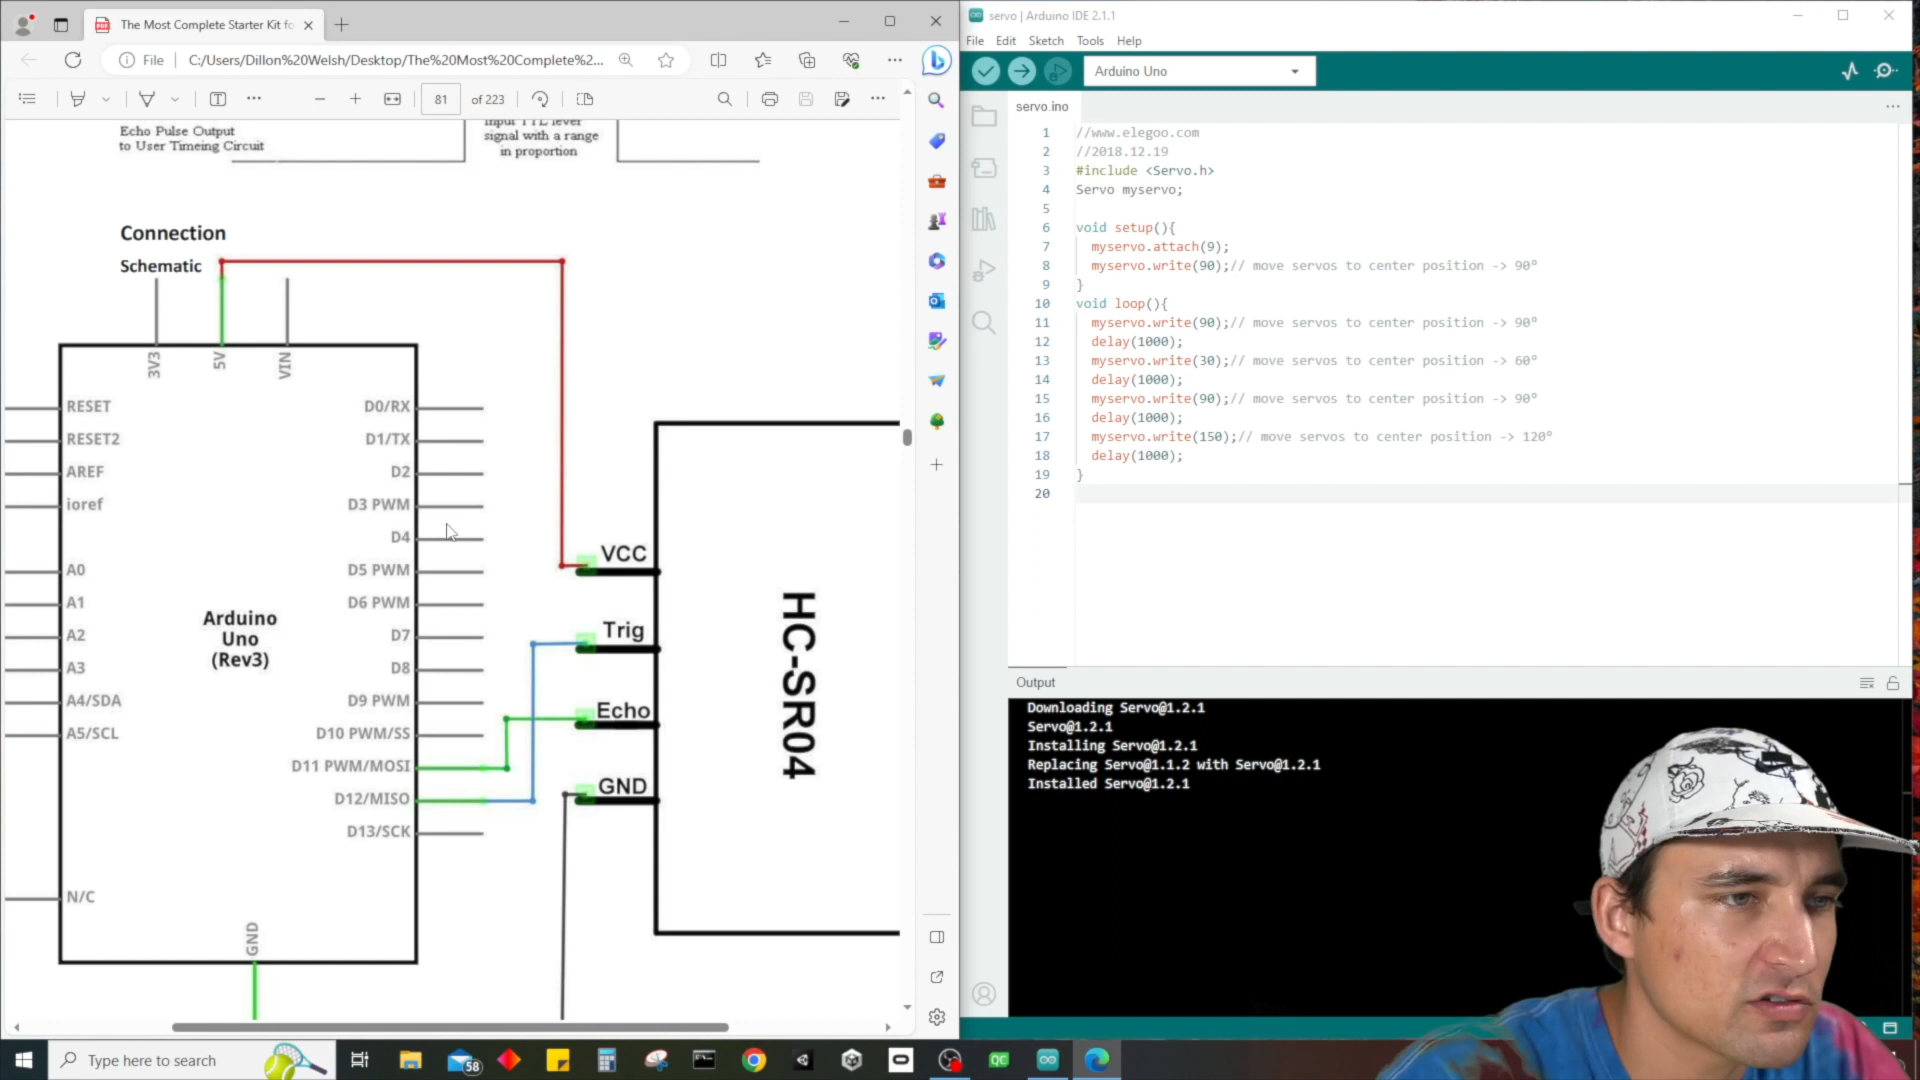 The Most Complete Starter Kit fo
File
C:/Users/Dillon%20Welsh/Desktop/The%20Most%20Complete%2...
81
of 223
Echo Pulse Output
to User Timeing Circuit
Input TTL lever
signal with a range
in proportion
Connection
Schematic
3V3
5V
VIN
RESET
RESET2
AREF
ioref
A0
A1
A2
A3
A4/SDA
A5/SCL
N/C
D0/RX
D1/TX
D2
D3 PWM
D4
D5 PWM
D6 PWM
D7
D8
D9 PWM
D10 PWM/SS
D11 PWM/MOSI
D12/MISO
D13/SCK
Arduino
Uno
(Rev3)
GND
VCC
Trig
Echo
GND
HC-SR04
servo | Arduino IDE 2.1.1
File Edit Sketch Tools Help
Arduino Uno
servo.ino
1 //www.elegoo.com
2 //2018.12.19
3 #include <Servo.h>
4 Servo myservo;
5
6 void setup(){
7 myservo.attach(9);
8 myservo.write(90);// move servos to center position -> 90°
9 }
10 void loop(){
11 myservo.write(90);// move servos to center position -> 90°
12 delay(1000);
13 myservo.write(30);// move servos to center position -> 60°
14 delay(1000);
15 myservo.write(90);// move servos to center position -> 90°
16 delay(1000);
17 myservo.write(150);// move servos to center position -> 120°
18 delay(1000);
19 }
20
Output
Downloading Servo@1.2.1
Servo@1.2.1
Installing Servo@1.2.1
Replacing Servo@1.1.2 with Servo@1.2.1
Installed Servo@1.2.1
Type here to search
58
QC